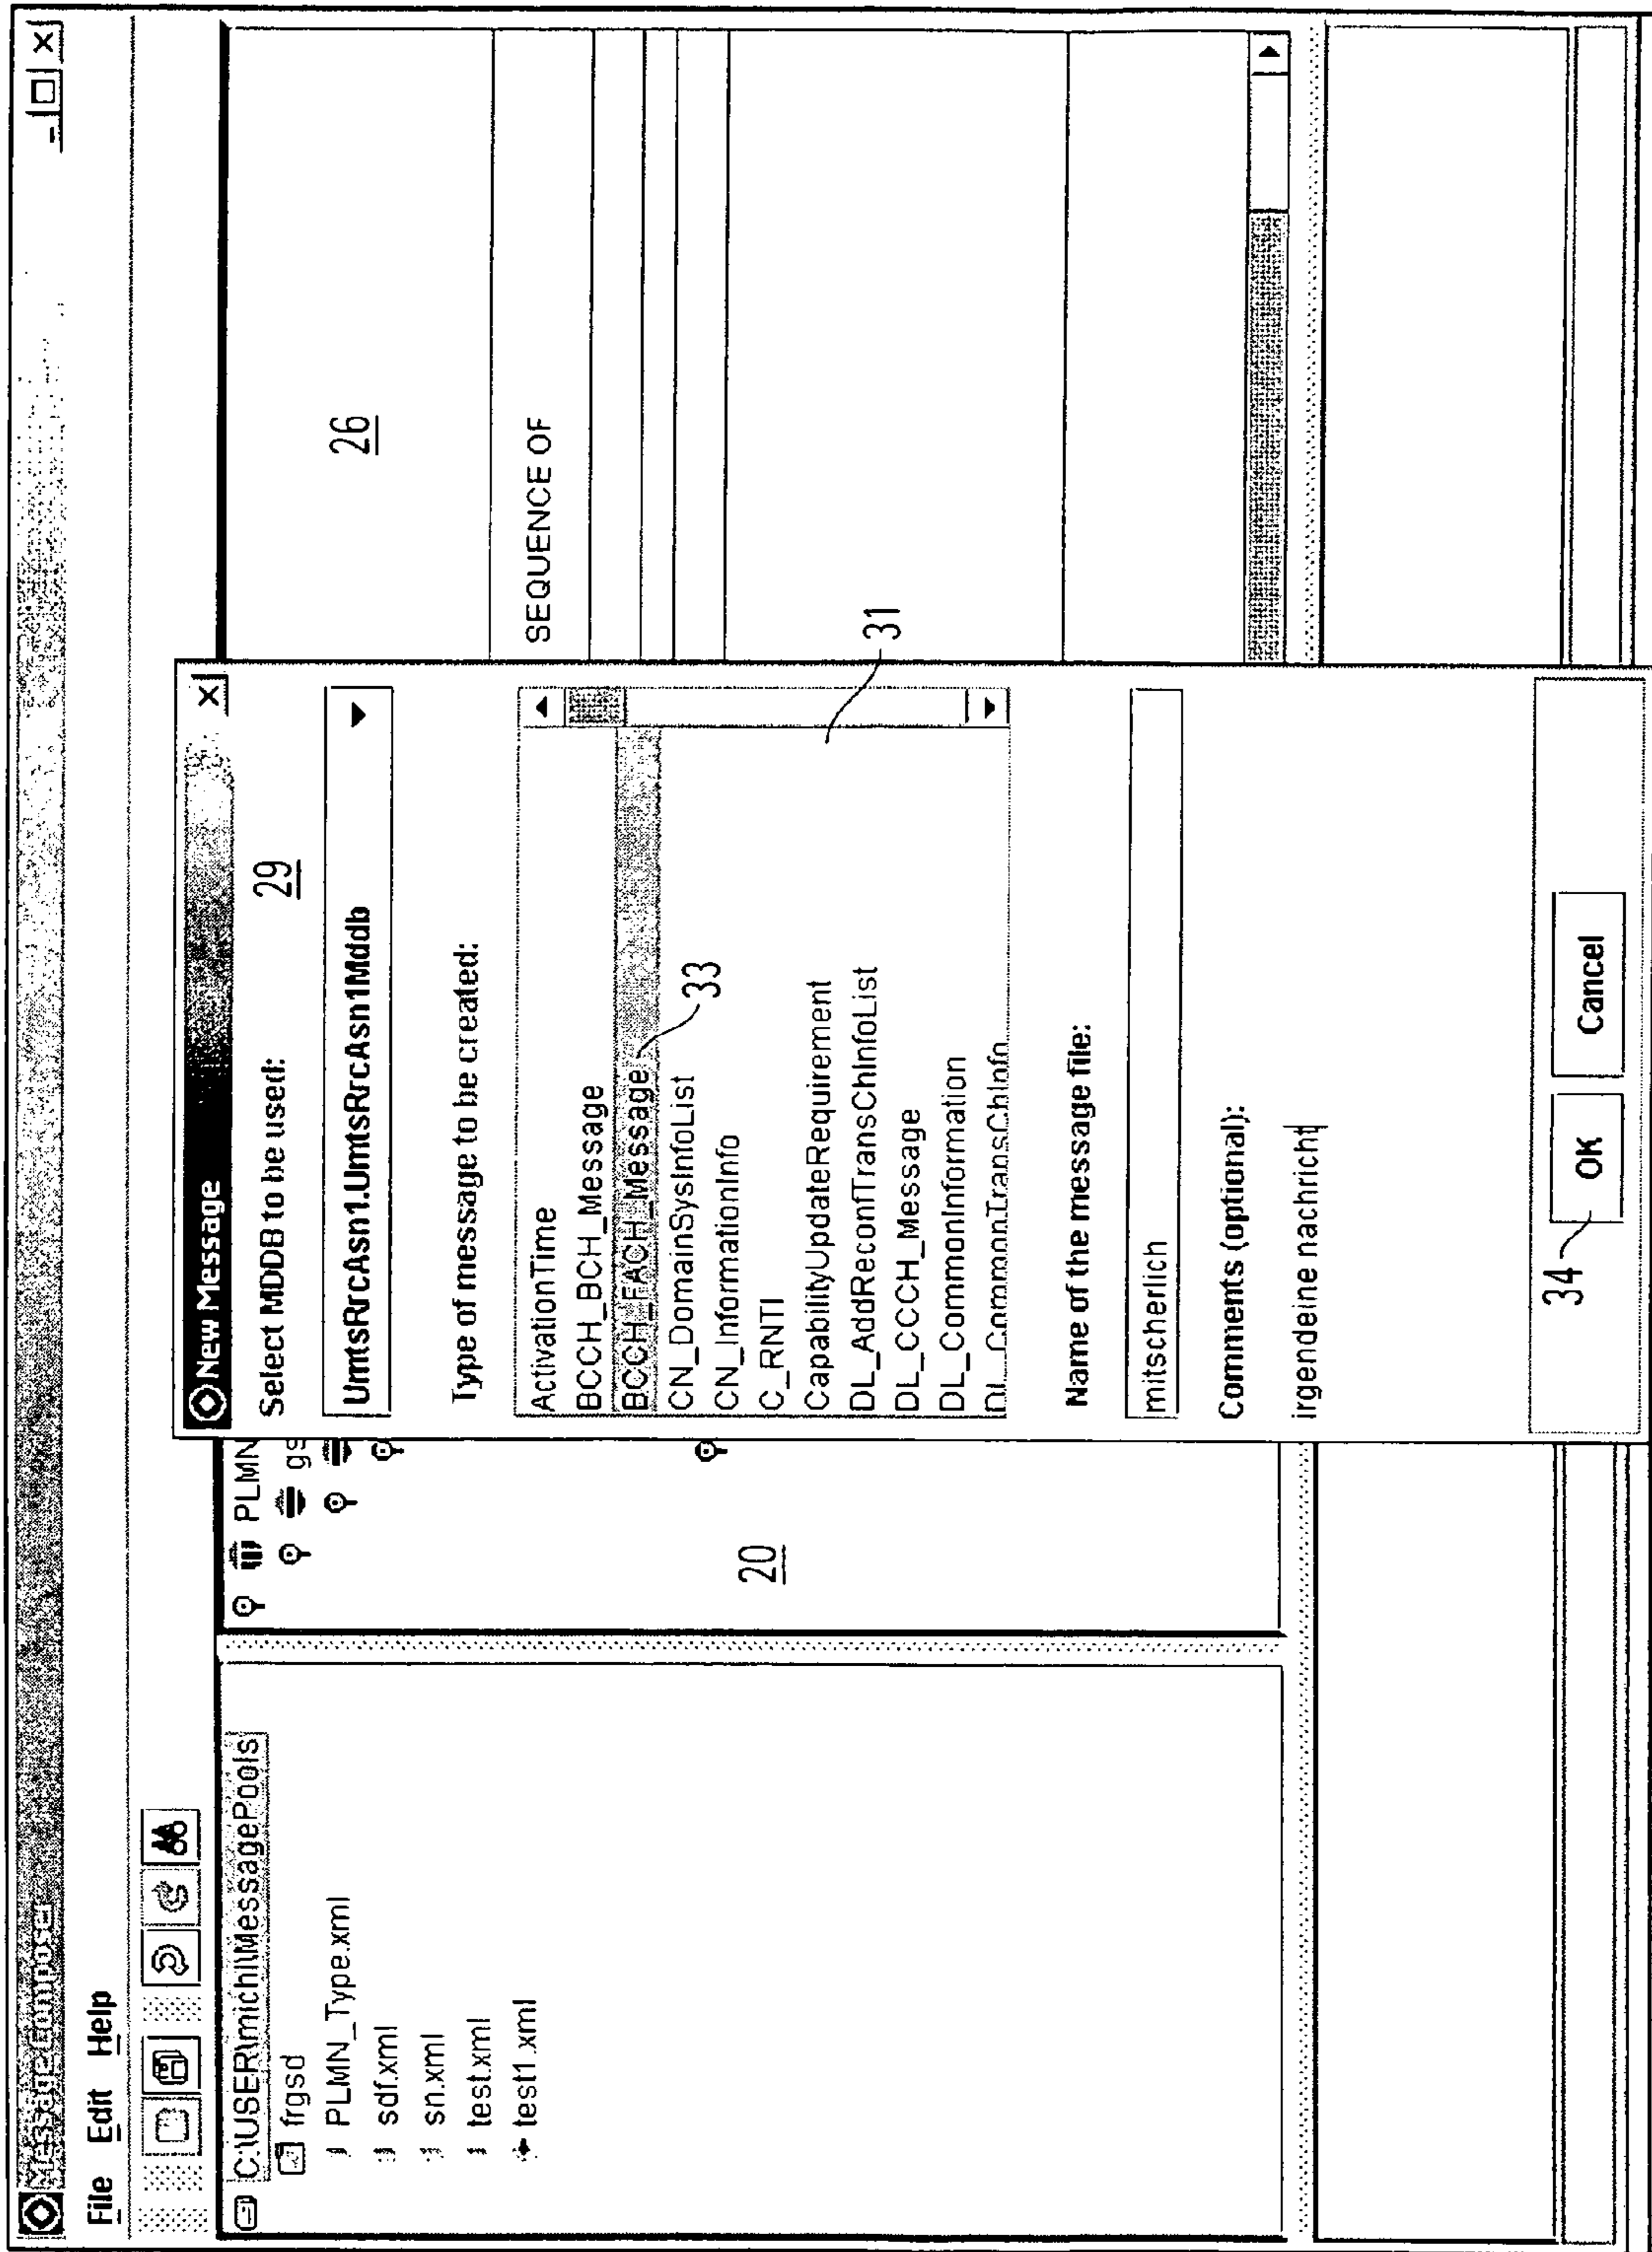 Message Composer
File Edit Help
C:\USER\michl\MessagePools
frgsd
PLMN_Type.xml
sdf.xml
sn.xml
test.xml
test1.xml
PLMN
gs
20
New Message
Select MDDB to be used:
29
UmtsRrcAsn1.UmtsRrcAsn1Mddb
Type of message to be created:
ActivationTime
BCCH_BCH_Message
BCCH_FACH_Message
33
CN_DomainSysInfoList
CN_InformationInfo
C_RNTI
CapabilityUpdateRequirement
DL_AddReconfTransChInfoList
DL_CCCH_Message
DL_CommonInformation
DL_CommonTransChInfo
31
Name of the message file:
mitscherlich
Comments (optional):
irgendeine nachricht
34
OK
Cancel
26
SEQUENCE OF